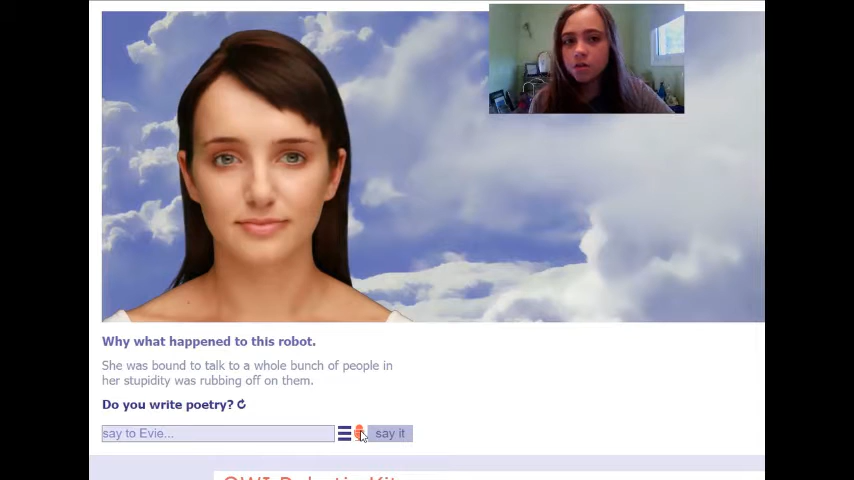 Why what happened to this robot.
She was bound to talk to a whole bunch of people in
her stupidity was rubbing off on them.
Do you write poetry?
say to Evie...
say it